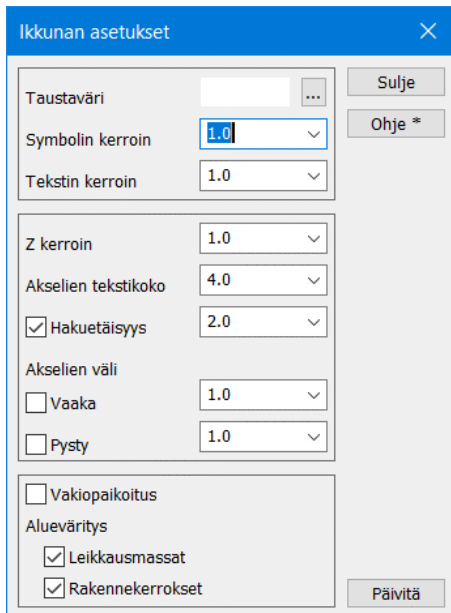 Ikkunan asetukset
Taustaväri ...
Sulje
Symbolin kerroin 1.0
Ohje *
Tekstin kerroin 1.0
Z kerroin 1.0
Akselien tekstikoko 4.0
Hakuetäisyys 2.0
Akselien väli
Vaaka 1.0
Pysty 1.0
Vakiopaikoitus
Alueväritys
Leikkausmassat
Rakennekerrokset
Päivitä